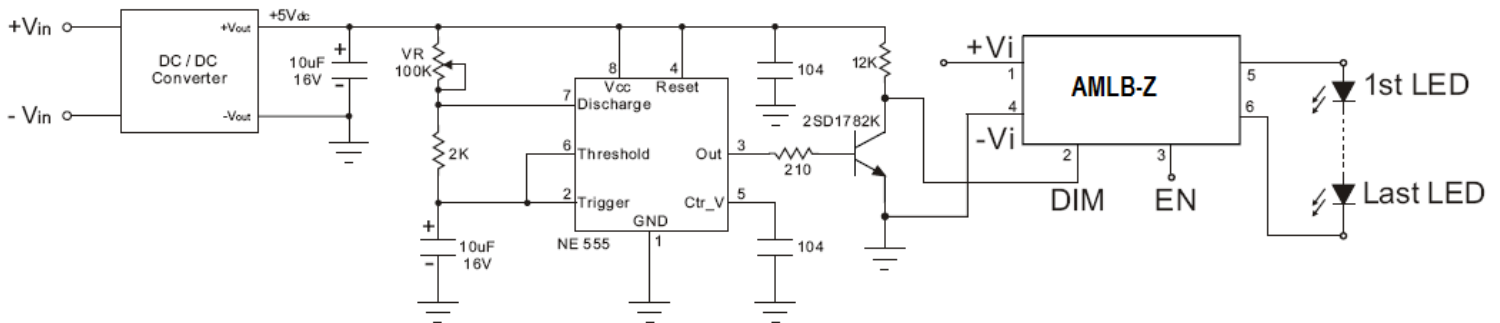 +Vin
- Vin
DC / DC
Converter
+Vout
-Vout
+5Vdc
+
10uF
16V
-
VR
100K
2K
+
10uF
16V
-
7
Discharge
6
Threshold
2
Trigger
8
Vcc
4
Reset
Out
3
Ctr_V
5
GND
1
NE 555
104
104
210
12K
2SD1782K
+Vi
1
4
-Vi
AMLB-Z
2
DIM
3
EN
5
6
1st LED
Last LED